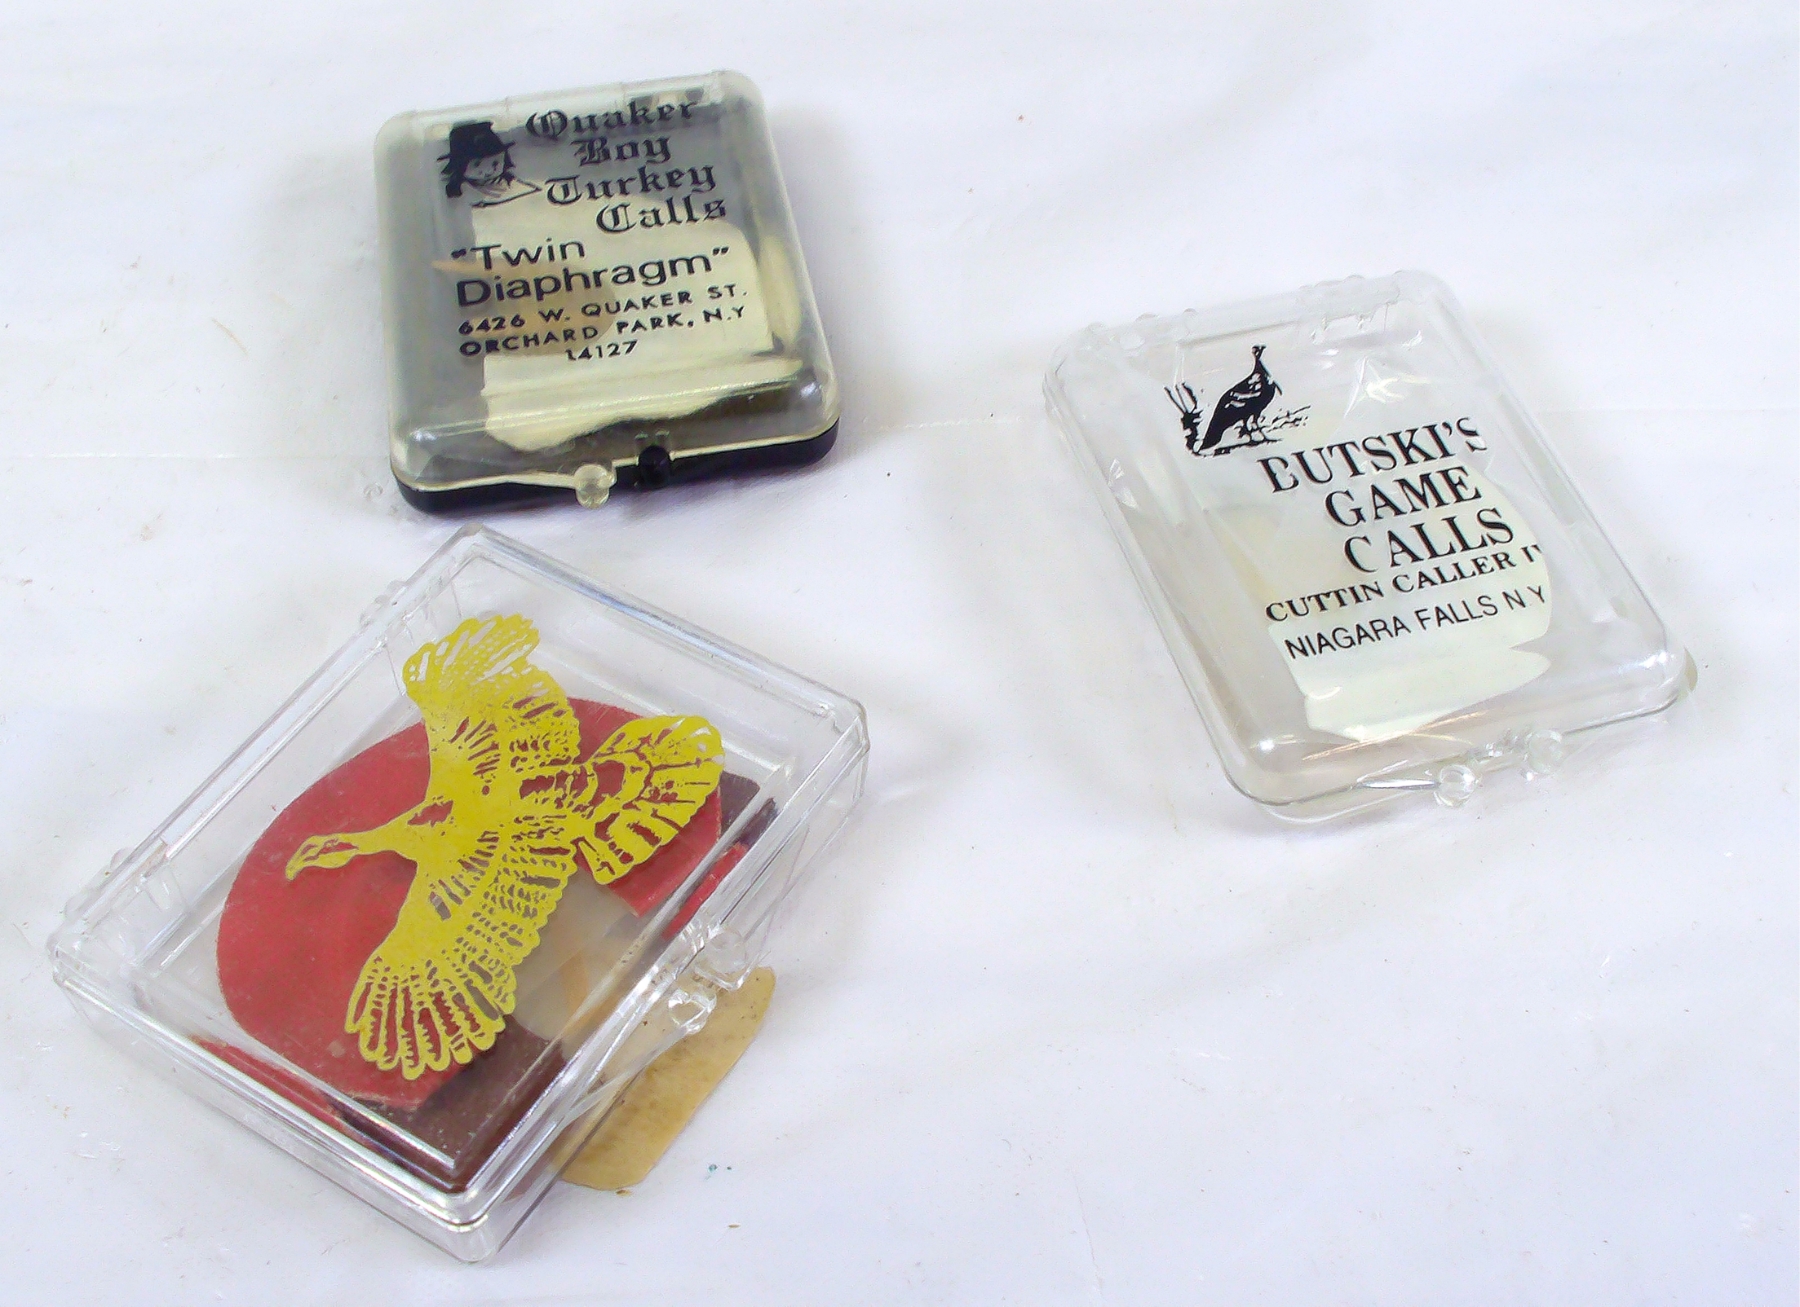 Quaker
Boy
Turkey
Calls
"Twin
Diaphragm"
6426 W. QUAKER ST.
ORCHARD PARK, N.Y
14127
BUTSKI'S
GAME
CALLS
CUTTIN CALLER IV
NIAGARA FALLS N.Y